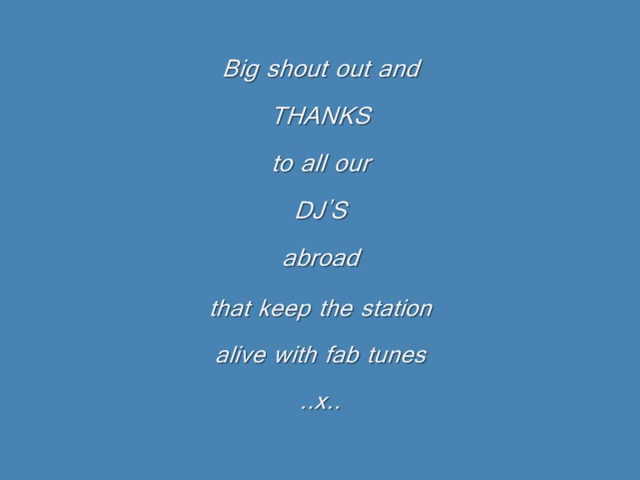 Big shout out and
THANKS
to all our
DJ'S
abroad
that keep the station
alive with fab tunes
..x..